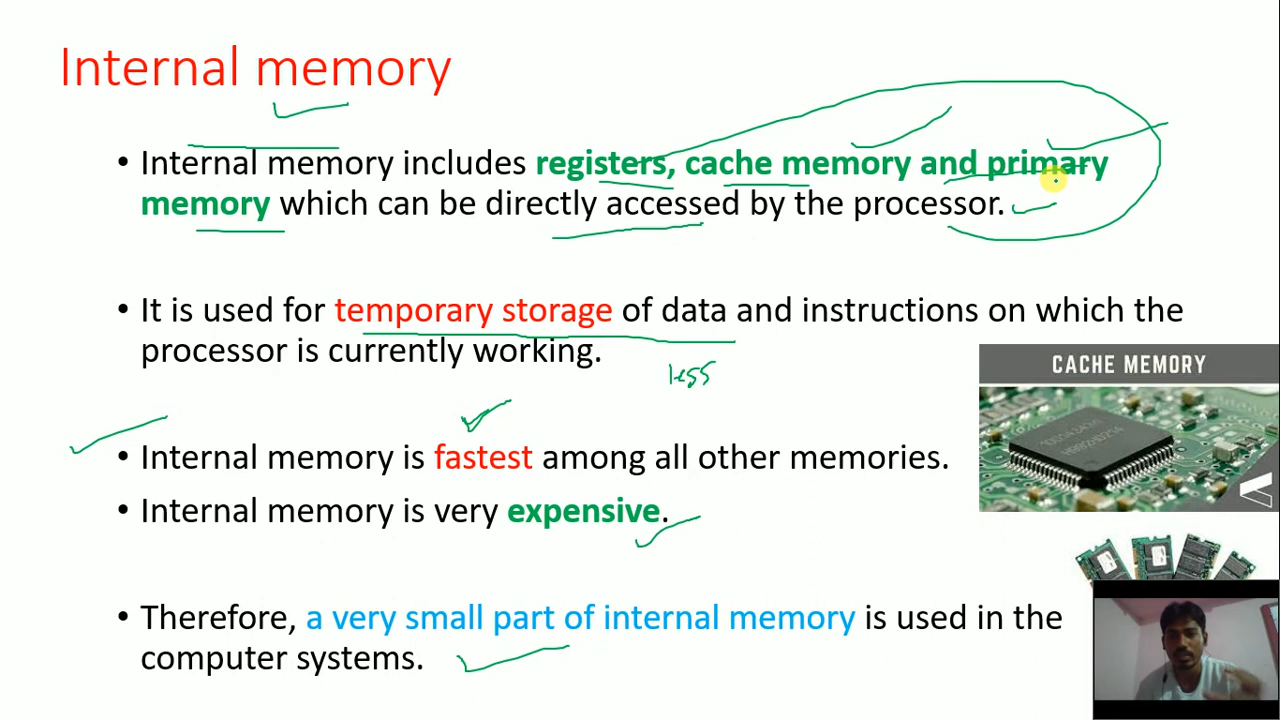 Internal memory
• Internal memory includes registers, cache memory and primary
memory which can be directly accessed by the processor.
• It is used for temporary storage of data and instructions on which the
processor is currently working.
less
CACHE MEMORY
• Internal memory is fastest among all other memories.
• Internal memory is very expensive.
• Therefore, a very small part of internal memory is used in the
computer systems.